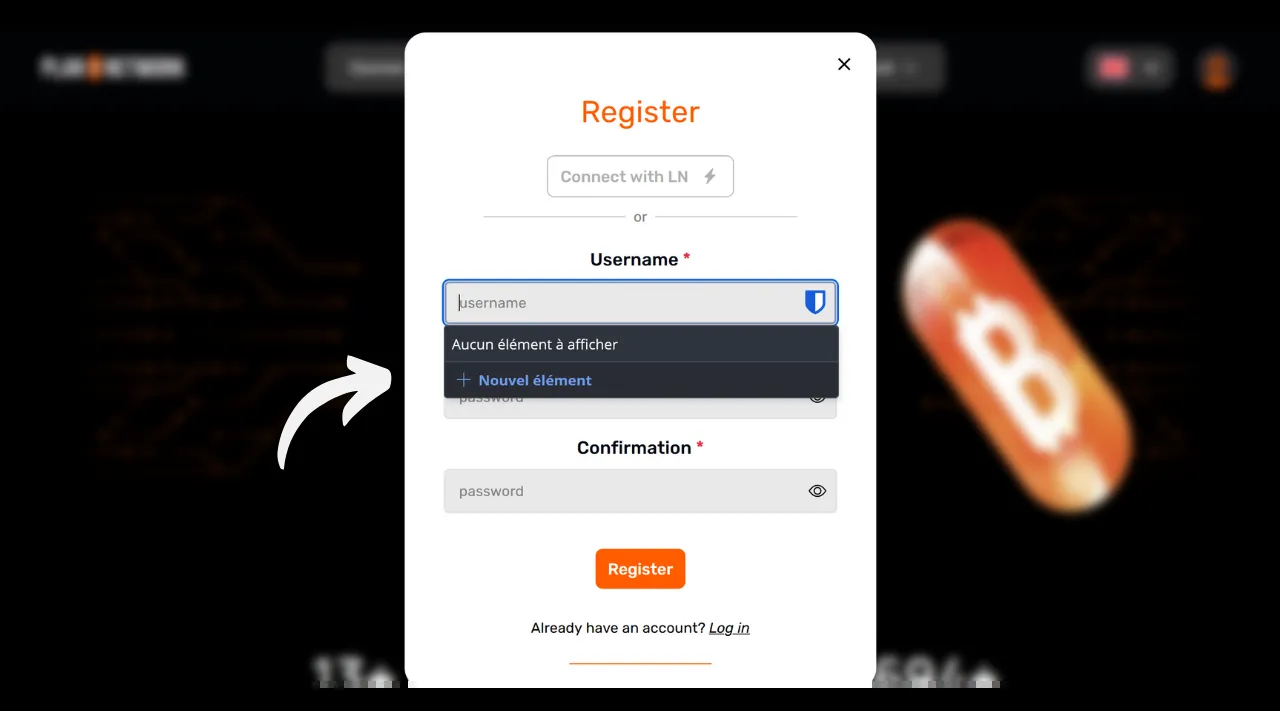 Register
Connect with LN
or
Username *
username
Aucun élément à afficher
Nouvel élément
password
Confirmation *
password
Register
Already have an account? Log in